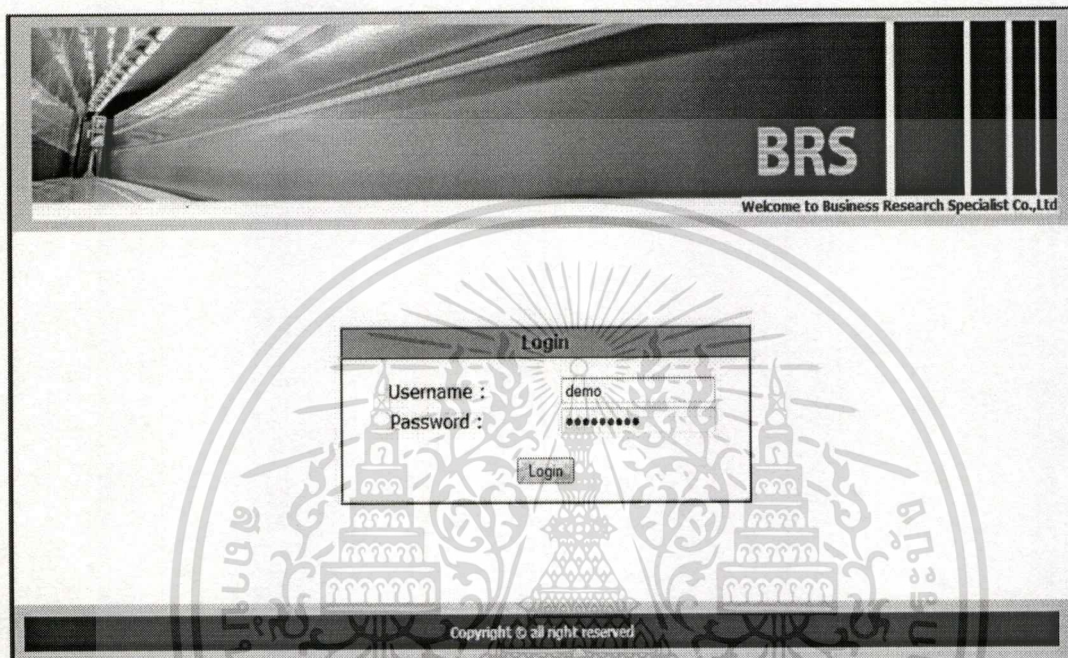 BRS
Welcome to Business Research Specialist Co.,Ltd
Login
Username : demo
Password : •••••••••
Login
Copyright © all right reserved